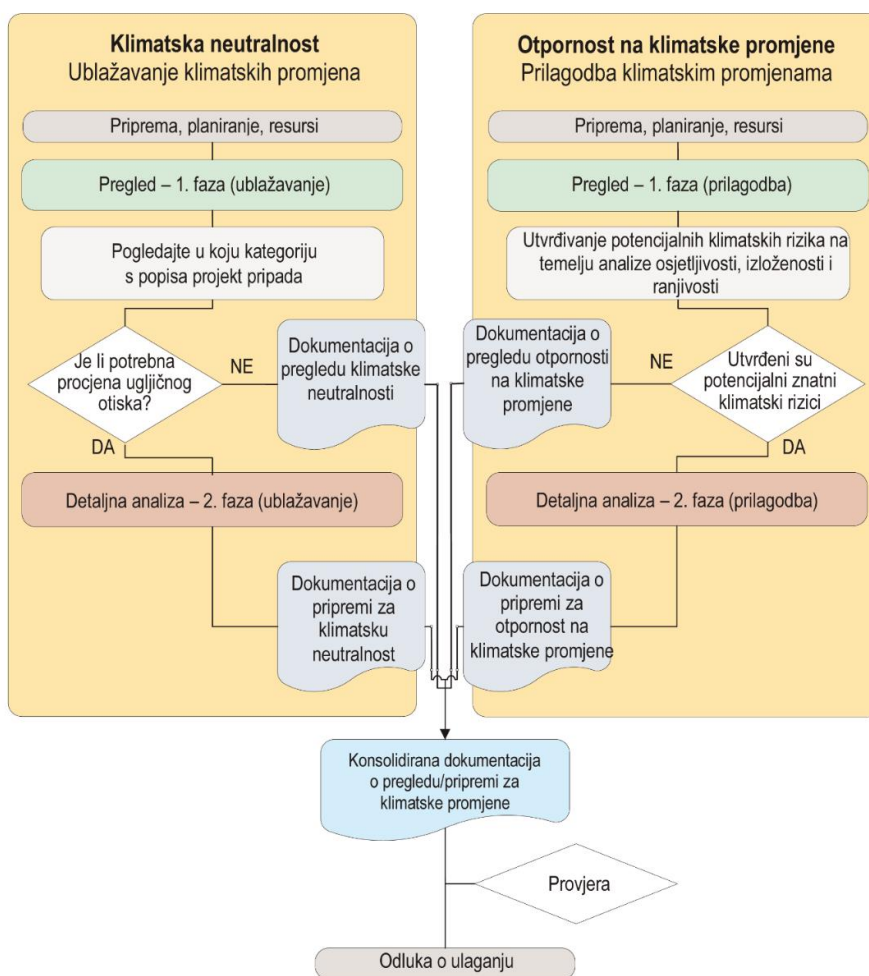 Klimatska neutralnost
Ublažavanje klimatskih promjena
Priprema, planiranje, resursi
Pregled – 1. faza (ublažavanje)
Pogledajte u koju kategoriju
s popisa projekt pripada
Je li potrebna
procjena ugljičnog
otiska?
NE
Dokumentacija o
pregledu klimatske
neutralnosti
DA
Detaljna analiza – 2. faza (ublažavanje)
Dokumentacija o
pripremi za
klimatsku
neutralnost
Otpornost na klimatske promjene
Prilagodba klimatskim promjenama
Priprema, planiranje, resursi
Pregled – 1. faza (prilagodba)
Utvrđivanje potencijalnih klimatskih rizika na
temelju analize osjetljivosti, izloženosti i
ranjivosti
Dokumentacija o
pregledu otpornosti
na klimatske
promjene
NE
Utvrđeni su
potencijalni znatni
klimatski rizici
DA
Detaljna analiza – 2. faza (prilagodba)
Dokumentacija o
pripremi za
otpornost na
klimatske promjene
Konsolidirana dokumentacija
o pregledu/pripremi za
klimatske promjene
Provjera
Odluka o ulaganju